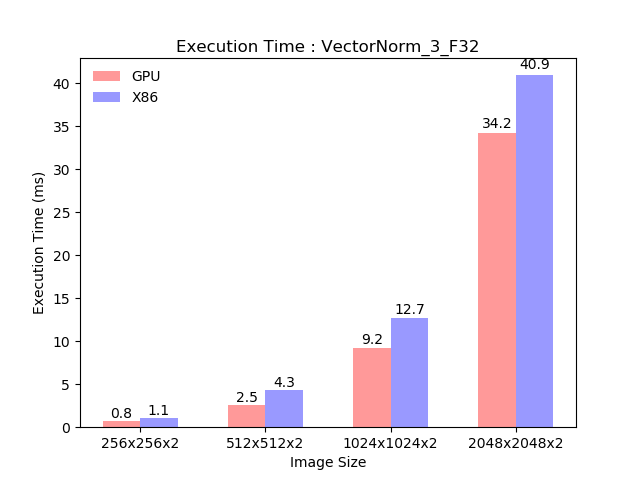 Execution Time : VectorNorm_3_F32
GPU
X86
Execution Time (ms)
40
35
30
25
20
15
10
5
0
0.8
1.1
2.5
4.3
9.2
12.7
34.2
40.9
256x256x2
512x512x2
1024x1024x2
2048x2048x2
Image Size